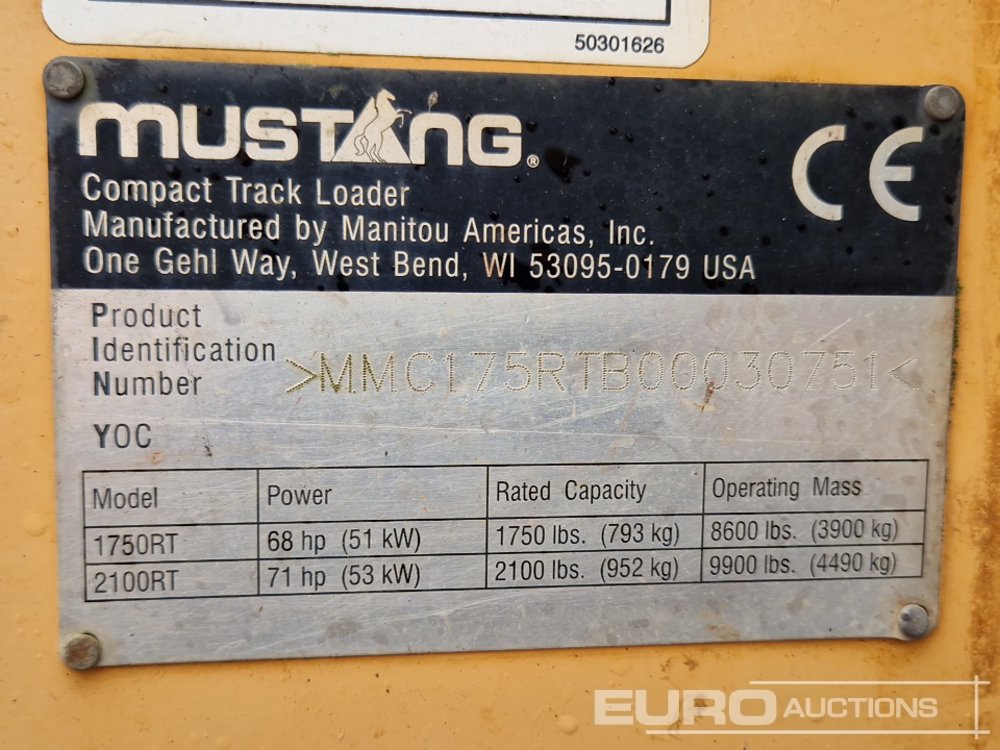 50301626
MUSTANG®
CE
Compact Track Loader
Manufactured by Manitou Americas, Inc.
One Gehl Way, West Bend, WI 53095-0179 USA
Product
Identification
Number >MMC175RTB00030751<
YOC
Model Power Rated Capacity Operating Mass
1750RT 68 hp (51 kW) 1750 lbs. (793 kg) 8600 lbs. (3900 kg)
2100RT 71 hp (53 kW) 2100 lbs. (952 kg) 9900 lbs. (4490 kg)
EURO AUCTIONS